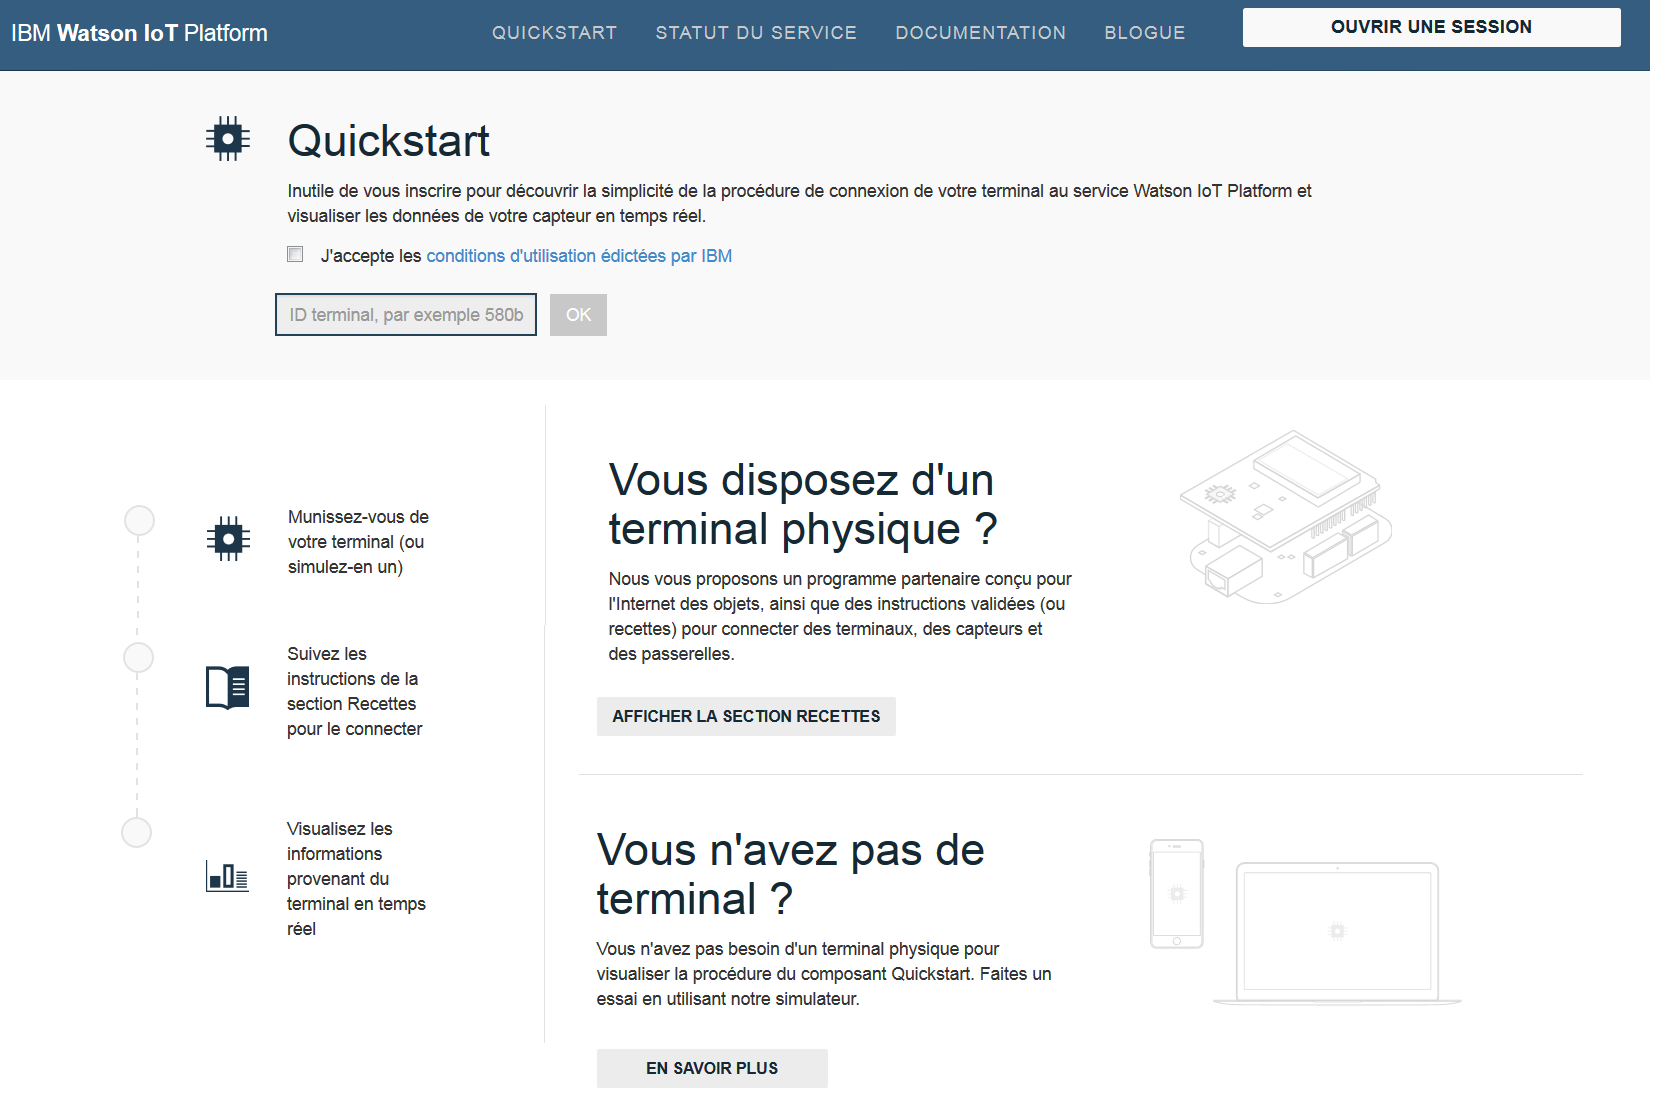 IBM Watson IoT Platform
QUICKSTART
STATUT DU SERVICE
DOCUMENTATION
BLOGUE
OUVRIR UNE SESSION
Quickstart
Inutile de vous inscrire pour découvrir la simplicité de la procédure de connexion de votre terminal au service Watson IoT Platform et
visualiser les données de votre capteur en temps réel.
J'accepte les conditions d'utilisation édictées par IBM
ID terminal, par exemple 580b
OK
Munissez-vous de
votre terminal (ou
simulez-en un)
Suivez les
instructions de la
section Recettes
pour le connecter
Visualisez les
informations
provenant du
terminal en temps
réel
Vous disposez d'un
terminal physique ?
Nous vous proposons un programme partenaire conçu pour
l'Internet des objets, ainsi que des instructions validées (ou
recettes) pour connecter des terminaux, des capteurs et
des passerelles.
AFFICHER LA SECTION RECETTES
Vous n'avez pas de
terminal ?
Vous n'avez pas besoin d'un terminal physique pour
visualiser la procédure du composant Quickstart. Faites un
essai en utilisant notre simulateur.
EN SAVOIR PLUS